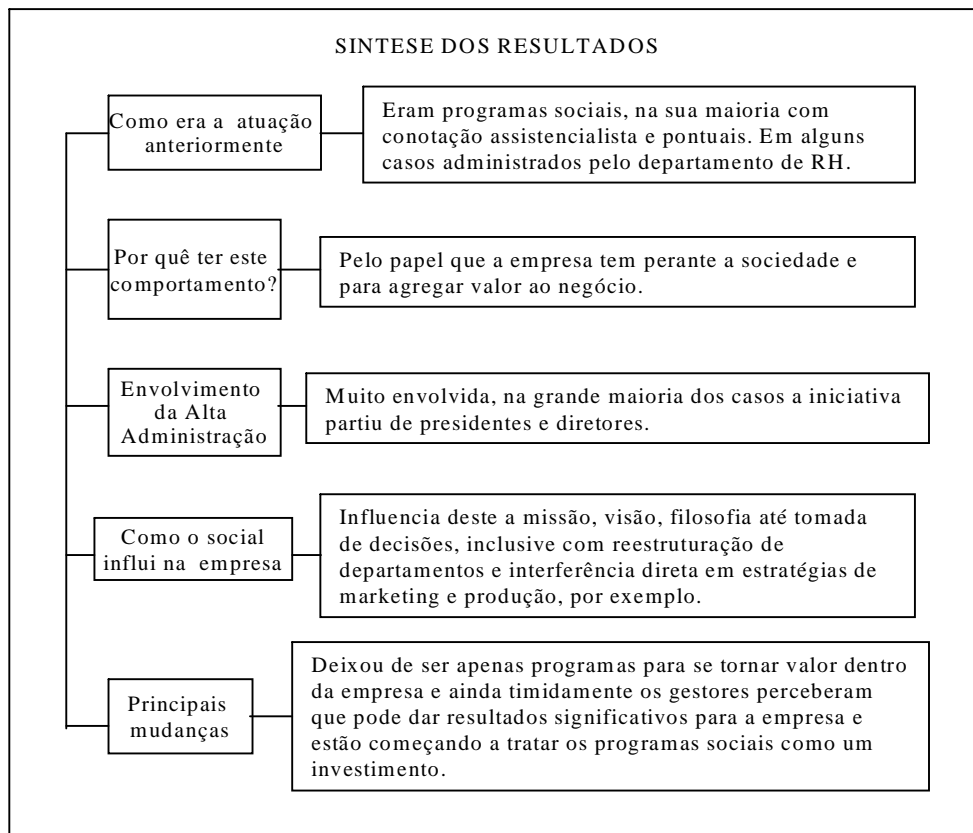 SINTESE DOS RESULTADOS
Como era a atuação
anteriormente
Eram programas sociais, na sua maioria com
conotação assistencialista e pontuais. Em alguns
casos administrados pelo departamento de RH.
Por quê ter este
comportamento?
Pelo papel que a empresa tem perante a sociedade e
para agregar valor ao negócio.
Envolvimento
da Alta
Administração
Muito envolvida, na grande maioria dos casos a iniciativa
partiu de presidentes e diretores.
Como o social
influi na empresa
Influencia deste a missão, visão, filosofia até tomada
de decisões, inclusive com reestruturação de
departamentos e interferência direta em estratégias de
marketing e produção, por exemplo.
Principais
mudanças
Deixou de ser apenas programas para se tornar valor dentro
da empresa e ainda timidamente os gestores perceberam
que pode dar resultados significativos para a empresa e
estão começando a tratar os programas sociais como um
investimento.